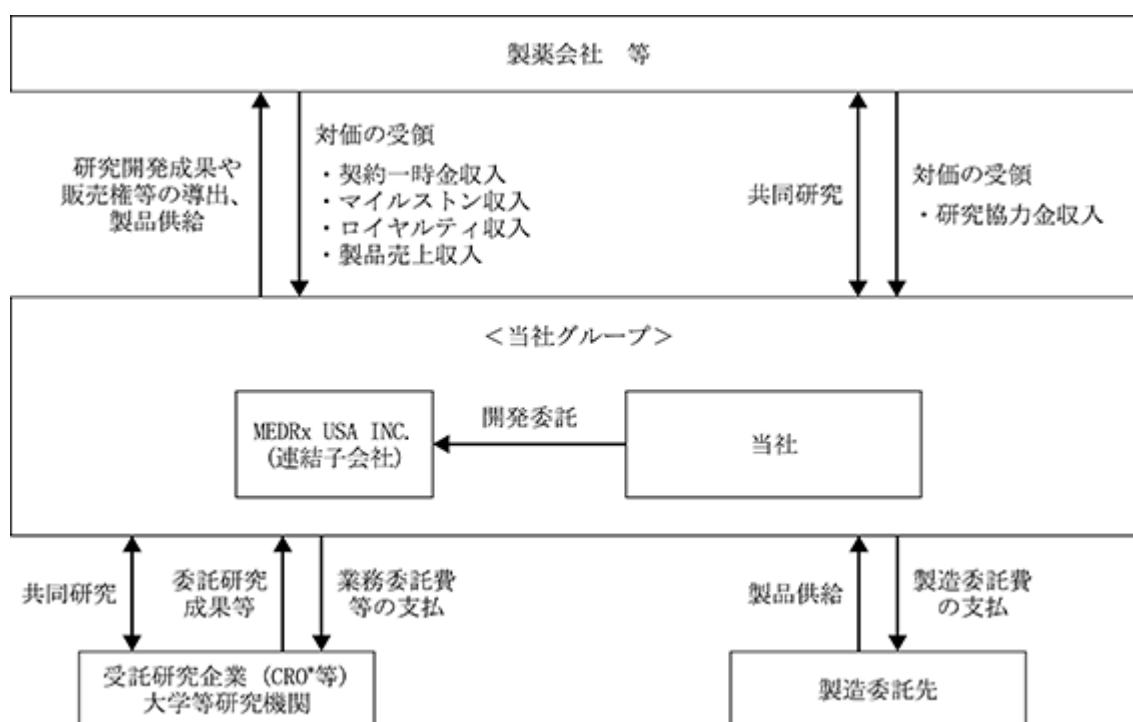 製薬会社　等
研究開発成果や
販売権等の導出、
製品供給
対価の受領
・契約一時金収入
・マイルストン収入
・ロイヤルティ収入
・製品売上収入
共同研究
対価の受領
・研究協力金収入
＜当社グループ＞
MEDRx USA INC.
(連結子会社)
開発委託
当社
共同研究
委託研究
成果等
業務委託費
等の支払
製品供給
製造委託費
の支払
受託研究企業 (CRO*等)
大学等研究機関
製造委託先